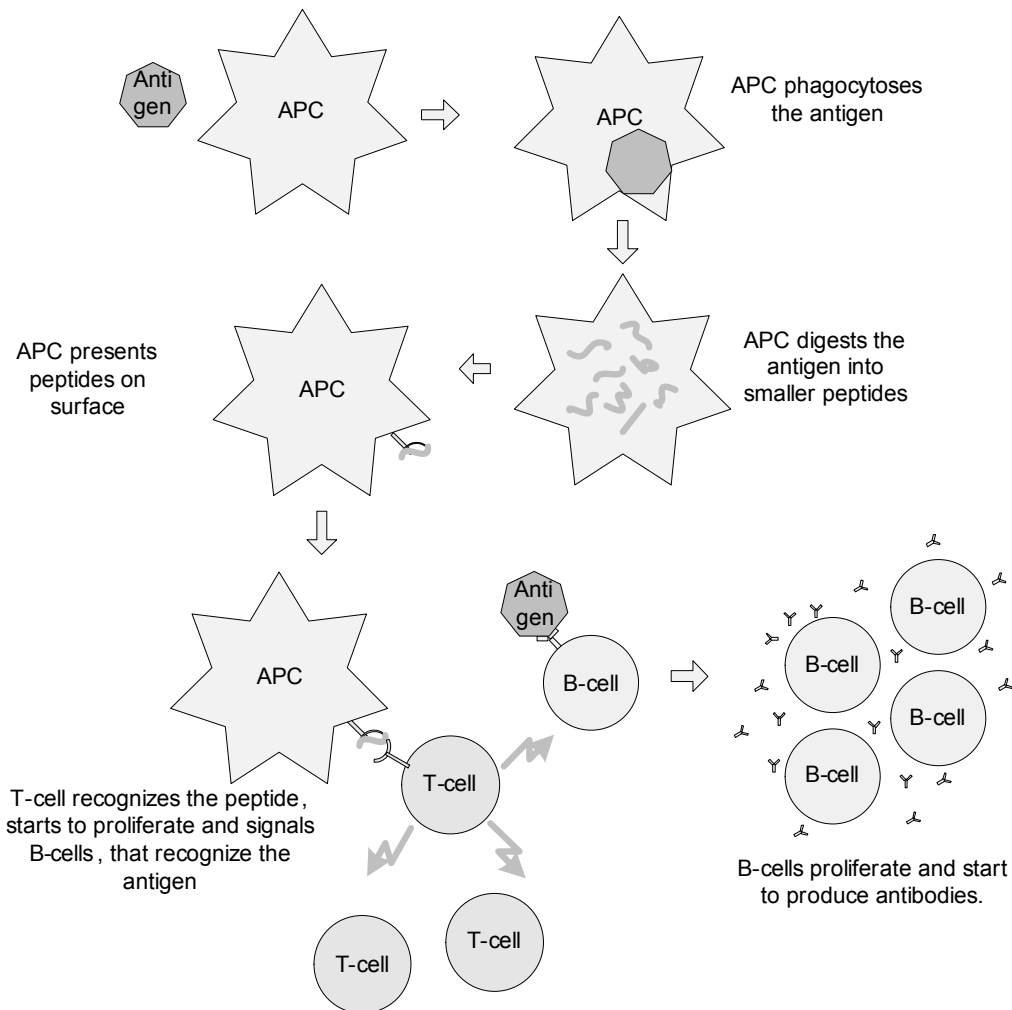 Anti
gen
APC
APC
APC phagocytoses
the antigen
APC presents
peptides on
surface
APC
APC digests the
antigen into
smaller peptides
APC
Anti
gen
B-cell
T-cell
T-cell recognizes the peptide,
starts to proliferate and signals
B-cells, that recognize the
antigen
T-cell
T-cell
B-cell
B-cell
B-cell
B-cell
B-cells proliferate and start
to produce antibodies.